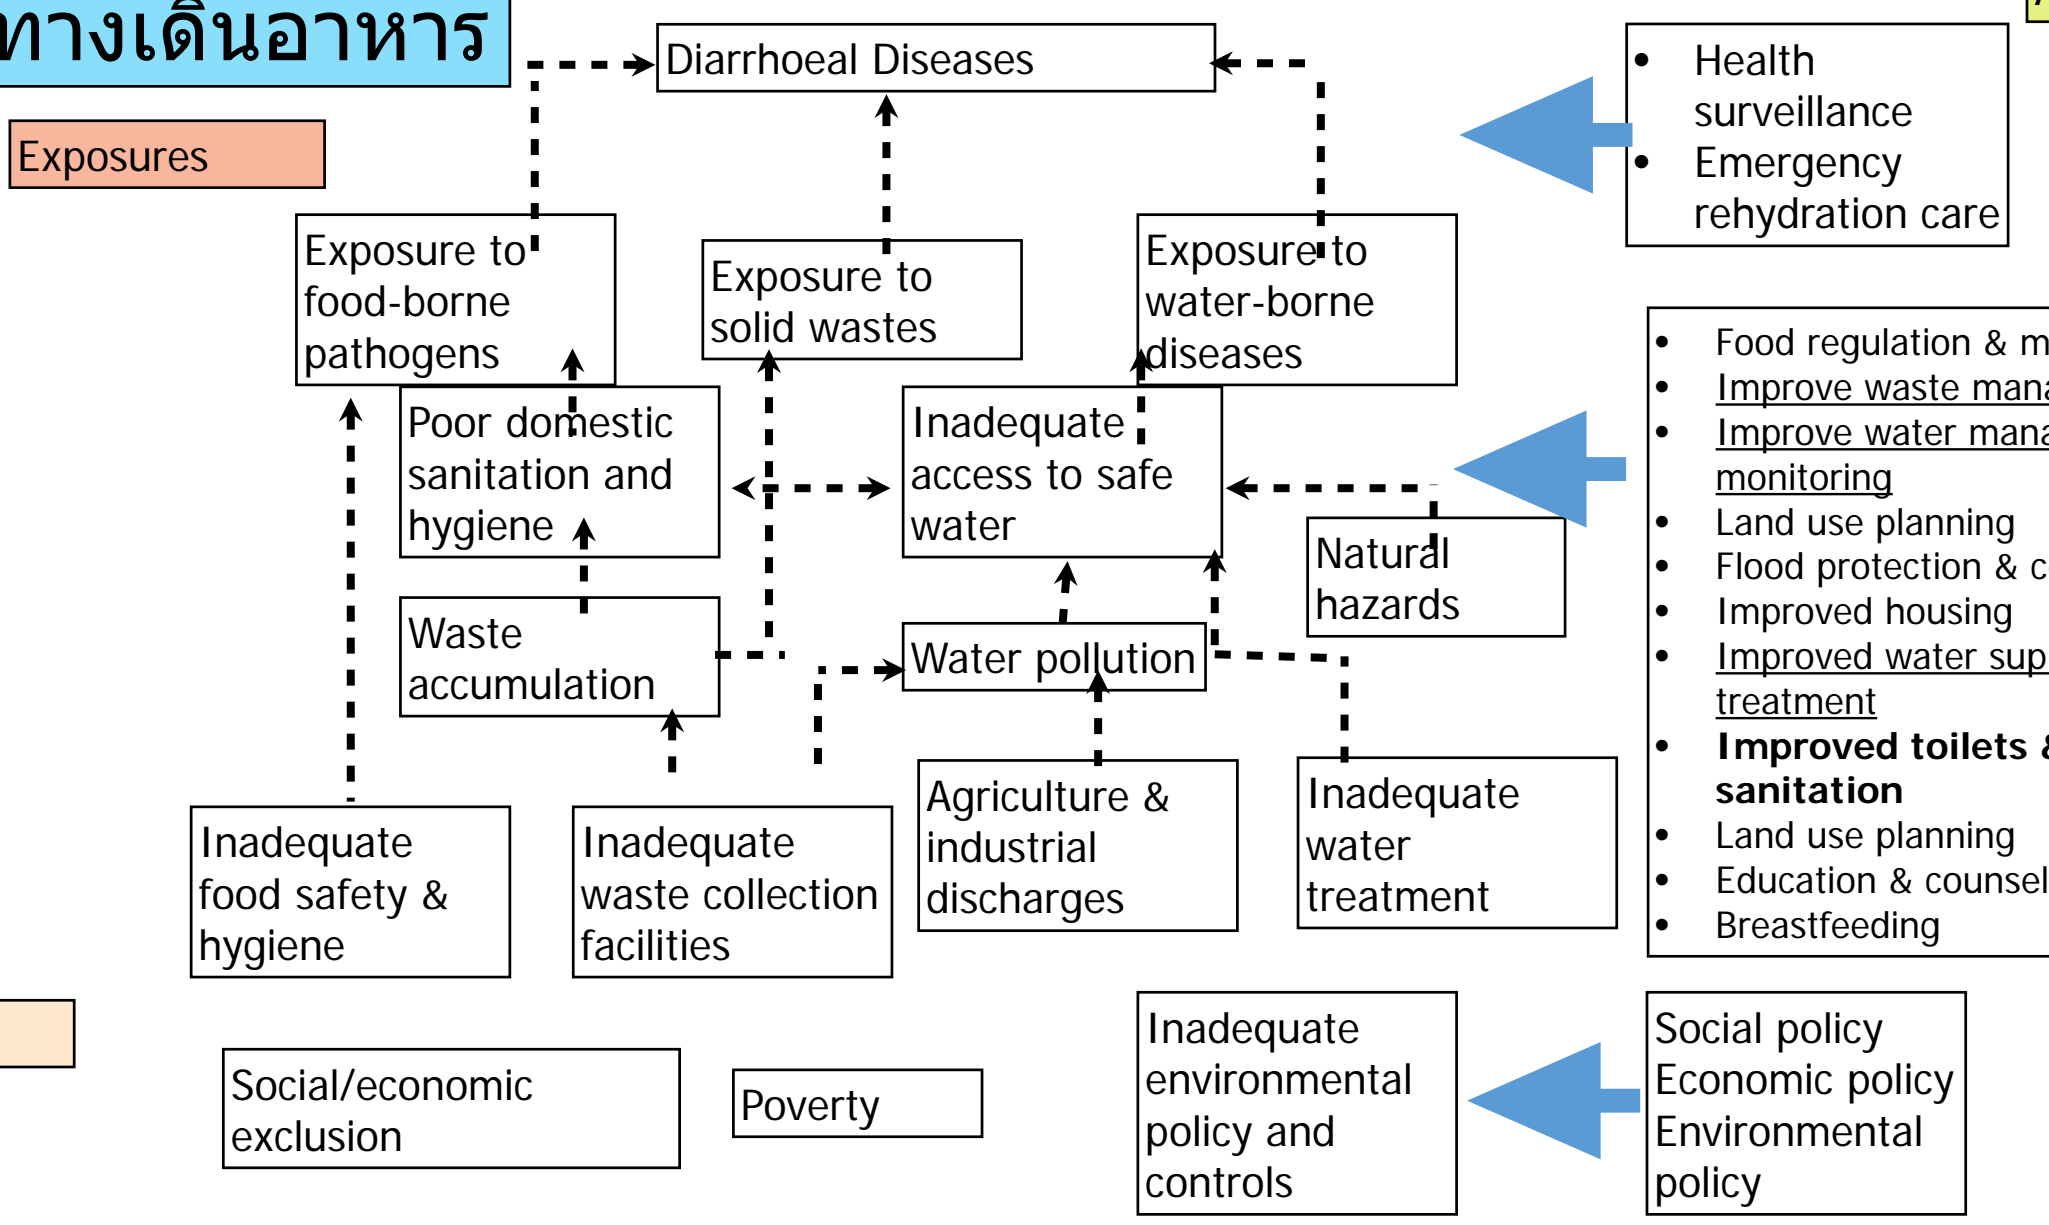 ทางเดินอาหาร
Diarrhoeal Diseases
• Health
surveillance
• Emergency
rehydration care
Exposures
Exposure to
food-borne
pathogens
Exposure to
solid wastes
Exposure to
water-borne
diseases
Poor domestic
sanitation and
hygiene
Inadequate
access to safe
water
Natural
hazards
Waste
accumulation
Water pollution
• Food regulation &
• Improve waste
• Improve water
monitoring
• Land use planning
• Flood protection &
• Improved housing
• Improved water
treatment
• Improved toilets &
sanitation
• Land use planning
• Education &
• Breastfeeding
Inadequate
food safety &
hygiene
Inadequate
waste collection
facilities
Agriculture &
industrial
discharges
Inadequate
water
treatment
Social/economic
exclusion
Poverty
Inadequate
environmental
policy and
controls
Social policy
Economic policy
Environmental
policy